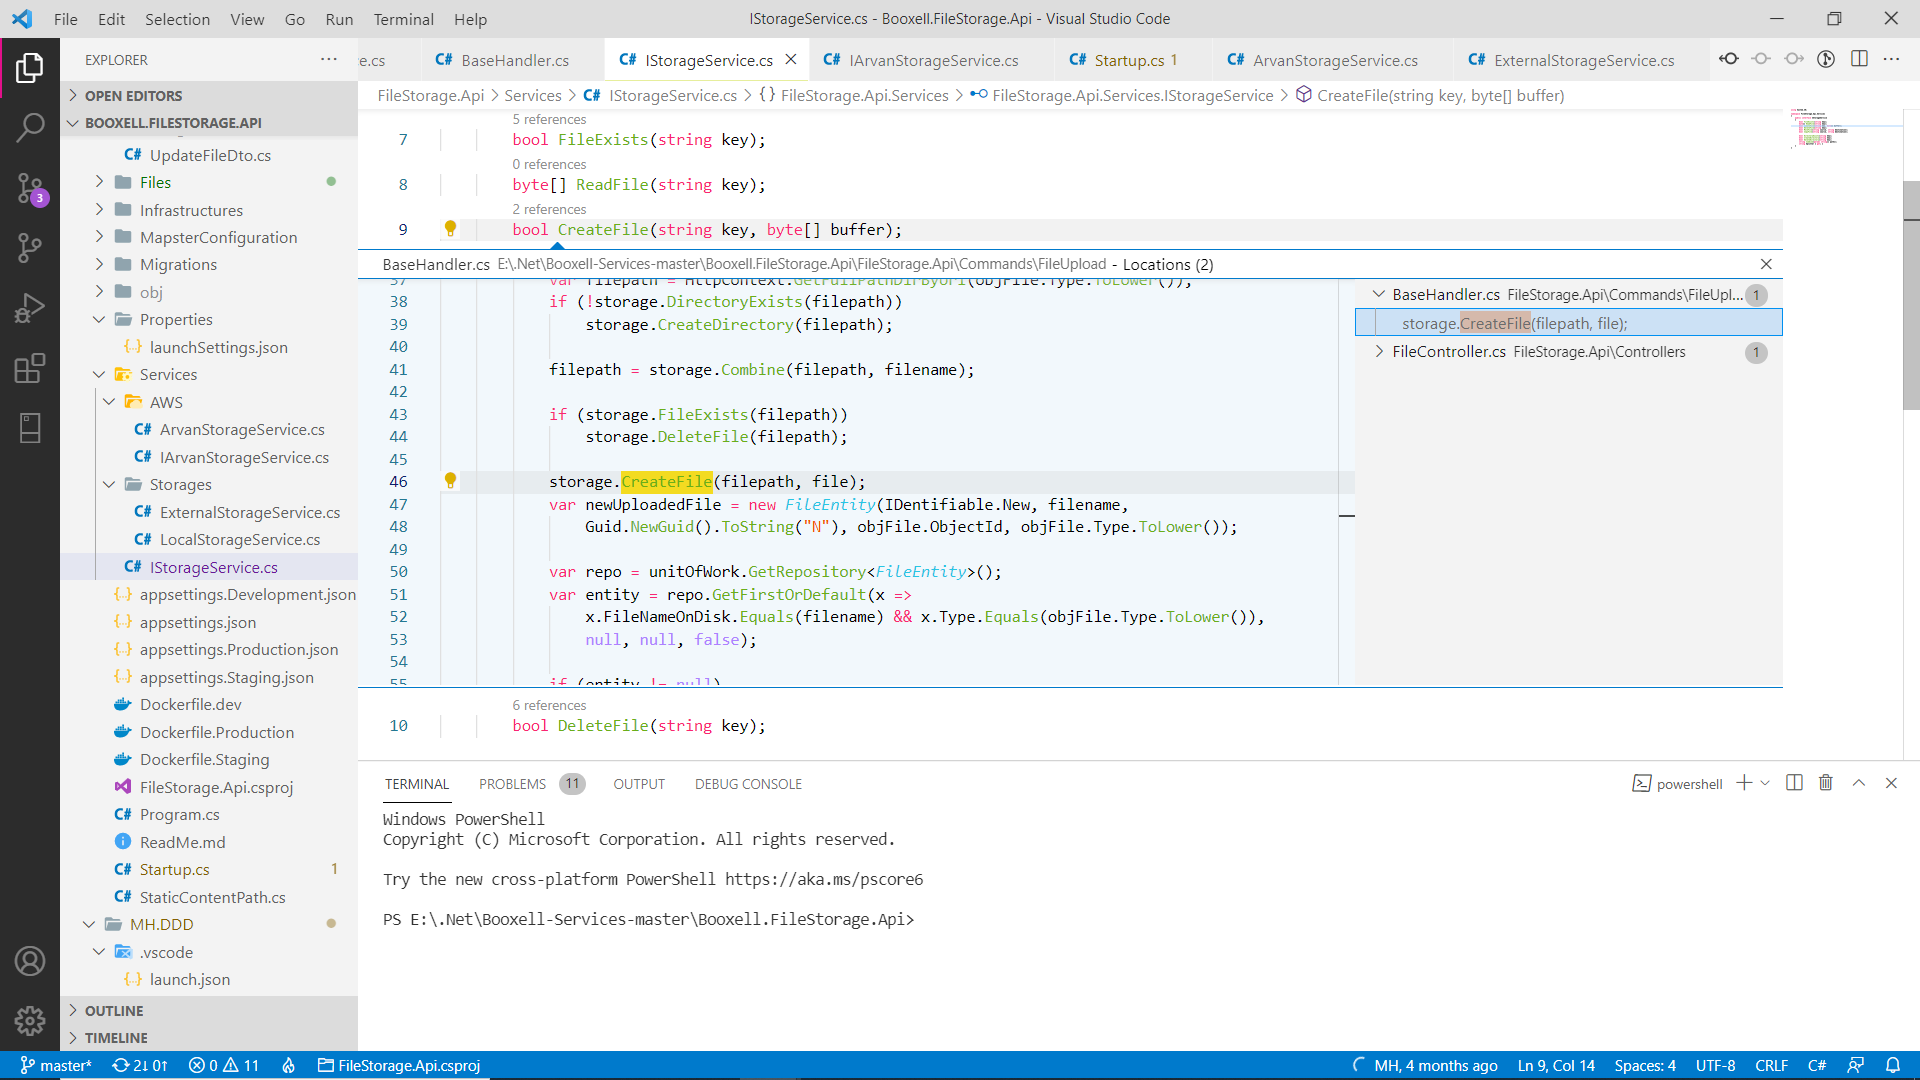 File Edit Selection View Go Run Terminal Help
IStorageService.cs - Booxell.FileStorage.Api - Visual Studio Code
EXPLORER
e.cs
C# BaseHandler.cs
C# IStorageService.cs
C# IArvanStorageService.cs
C# Startup.cs 1
C# ArvanStorageService.cs
C# ExternalStorageService.cs
FileStorage.Api > Services > C# IStorageService.cs > {} FileStorage.Api.Services > FileStorage.Api.Services.IStorageService > CreateFile(string key, byte[] buffer)
OPEN EDITORS
BOOXELL.FILESTORAGE.API
C# UpdateFileDto.cs
Files
Infrastructures
MapsterConfiguration
Migrations
obj
Properties
{} launchSettings.json
Services
AWS
C# ArvanStorageService.cs
C# IArvanStorageService.cs
Storages
C# ExternalStorageService.cs
C# LocalStorageService.cs
C# IStorageService.cs
{} appsettings.Development.json
{} appsettings.json
{} appsettings.Production.json
{} appsettings.Staging.json
Dockerfile.dev
Dockerfile.Production
Dockerfile.Staging
FileStorage.Api.csproj
C# Program.cs
ReadMe.md
C# Startup.cs 1
C# StaticContentPath.cs
MH.DDD
.vscode
{} launch.json
OUTLINE
TIMELINE
3
5 references
7 bool FileExists(string key);
0 references
8 byte[] ReadFile(string key);
2 references
9 bool CreateFile(string key, byte[] buffer);
BaseHandler.cs E:\.Net\Booxell-Services-master\Booxell.FileStorage.Api\FileStorage.Api\Commands\FileUpload - Locations (2)
37 var filepath = HttpContext.GetFullPathDirByUri(objFile.Type.ToLower());
38 if (!storage.DirectoryExists(filepath))
39 storage.CreateDirectory(filepath);
40
41 filepath = storage.Combine(filepath, filename);
42
43 if (storage.FileExists(filepath))
44 storage.DeleteFile(filepath);
45
46 storage.CreateFile(filepath, file);
47 var newUploadedFile = new FileEntity(IDentifiable.New, filename,
48 Guid.NewGuid().ToString("N"), objFile.ObjectId, objFile.Type.ToLower());
49
50 var repo = unitOfWork.GetRepository<FileEntity>();
51 var entity = repo.GetFirstOrDefault(x =>
52 x.FileNameOnDisk.Equals(filename) && x.Type.Equals(objFile.Type.ToLower()),
53 null, null, false);
54
55 if (entity != null)
BaseHandler.cs FileStorage.Api\Commands\FileUpl... 1
storage.CreateFile(filepath, file);
FileController.cs FileStorage.Api\Controllers 1
6 references
10 bool DeleteFile(string key);
TERMINAL PROBLEMS 11 OUTPUT DEBUG CONSOLE
powershell
Windows PowerShell
Copyright (C) Microsoft Corporation. All rights reserved.
Try the new cross-platform PowerShell https://aka.ms/pscore6
PS E:\.Net\Booxell-Services-master\Booxell.FileStorage.Api>
master* 2↓ 0↑ 0 11 FileStorage.Api.csproj
MH, 4 months ago Ln 9, Col 14 Spaces: 4 UTF-8 CRLF C#